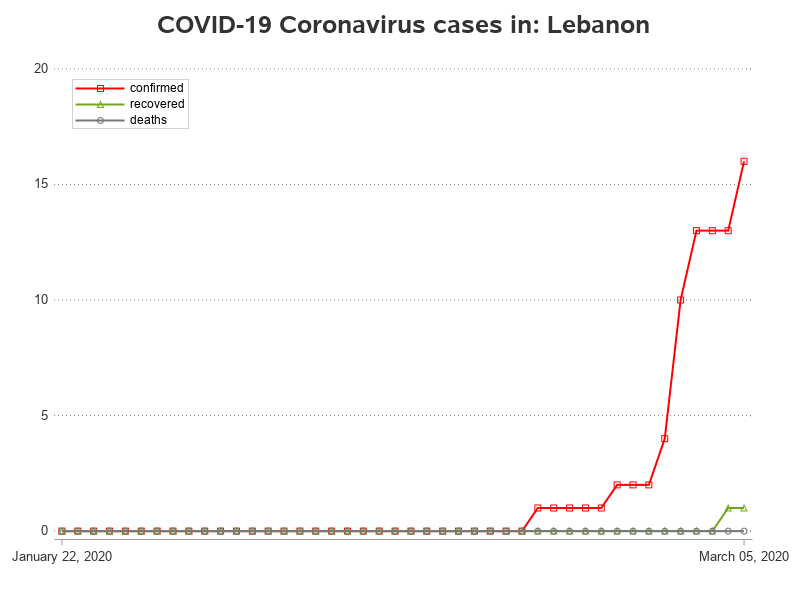 COVID-19 Coronavirus cases in: Lebanon
20
confirmed
recovered
deaths
15
10
5
0
January 22, 2020
March 05, 2020